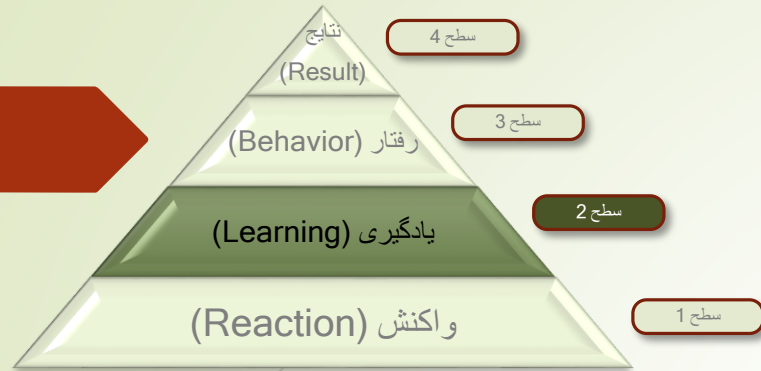 نتایج
(Result)
سطح 4
رفتار (Behavior)
سطح 3
یادگیری (Learning)
سطح 2
واکنش (Reaction)
سطح 1